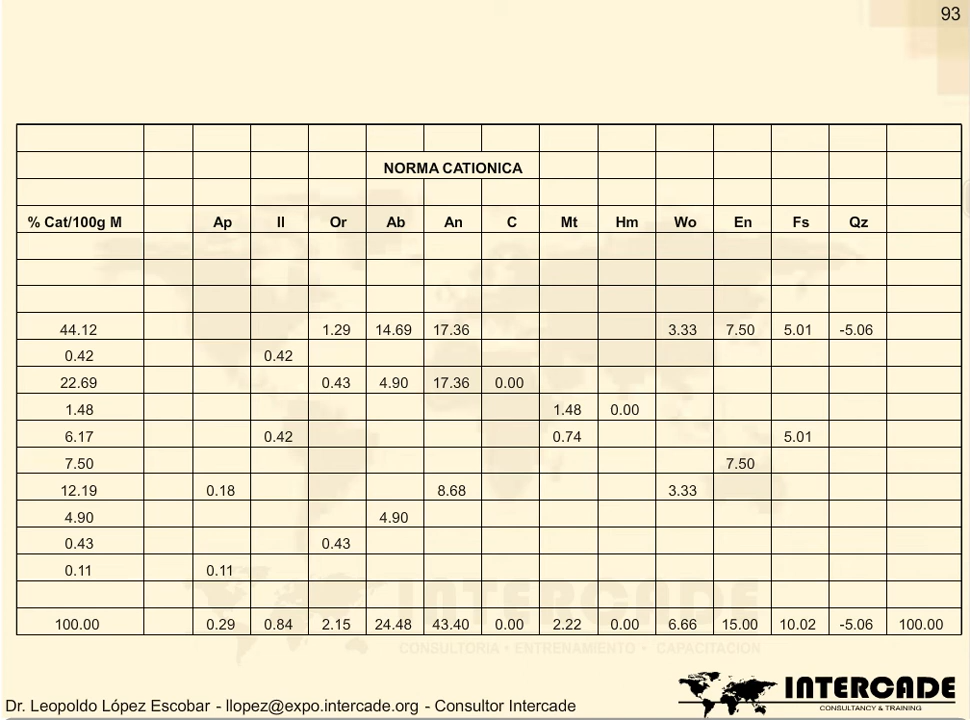 93
NORMA CATIONICA
% Cat/100g M Ap Il Or Ab An C Mt Hm Wo En Fs Qz
44.12 1.29 14.69 17.36 3.33 7.50 5.01 -5.06
0.42 0.42
22.69 0.43 4.90 17.36 0.00
1.48 1.48 0.00
6.17 0.42 0.74 5.01
7.50 7.50
12.19 0.18 8.68 3.33
4.90 4.90
0.43 0.43
0.11 0.11
100.00 0.29 0.84 2.15 24.48 43.40 0.00 2.22 0.00 6.66 15.00 10.02 -5.06 100.00
INTERCADE
CONSULTORIA • ENTRENAMIENTO • CAPACITACION
INTERCADE
CONSULTANCY & TRAINING
Dr. Leopoldo López Escobar - llopez@expo.intercade.org - Consultor Intercade